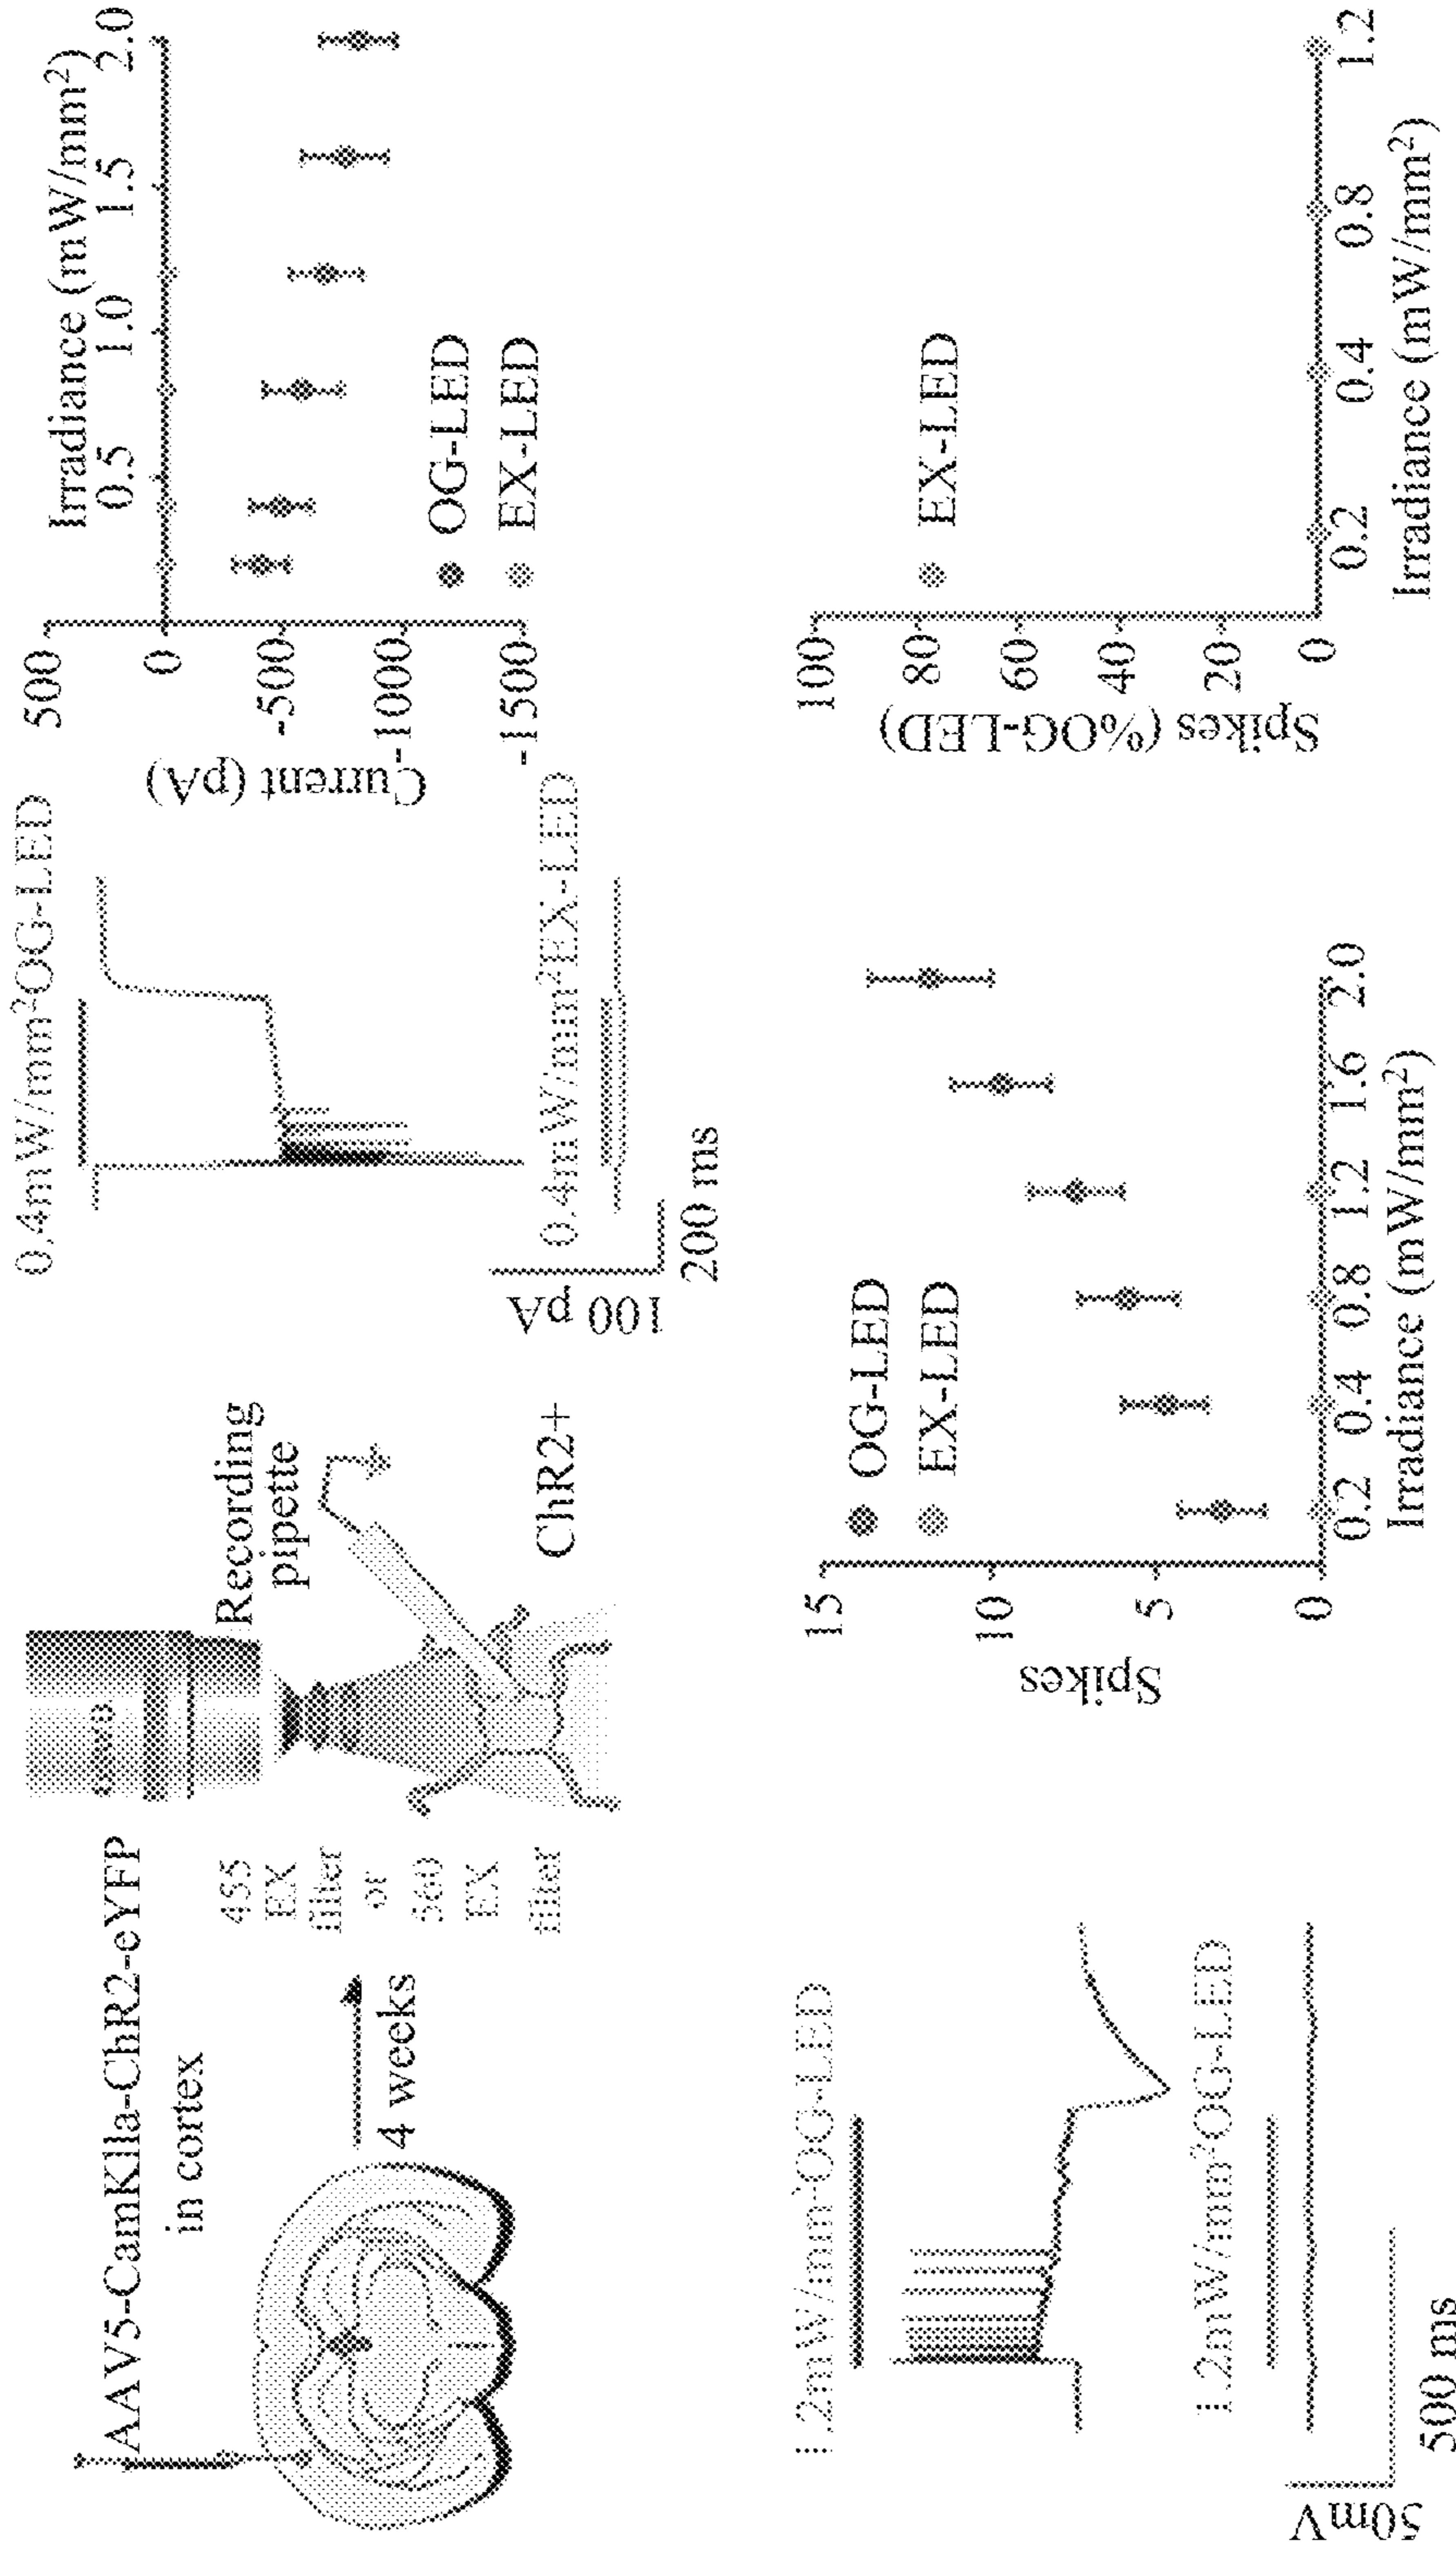 AAV5-CamKlla-ChR2-eYFP
in cortex
4 weeks
455
EX
filter
or
560
EX
filter
Recording
pipette
ChR2+
0.4mW/mm²OG-LED
0.4mW/mm²EX-LED
100 pA
200 ms
Irradiance (mW/mm²)
0.5 1.0 1.5 2.0
500
0
-500
-1000
-1500
Current (pA)
OG-LED
EX-LED
1.2mW/mm²OG-LED
1.2mW/mm²OG-LED
50mV
500 ms
Spikes
15
10
5
0
OG-LED
EX-LED
0.2 0.4 0.8 1.2 1.6 2.0
Irradiance (mW/mm²)
Spikes (%OG-LED)
100
80
60
40
20
0
EX-LED
0.2 0.4 0.8 1.2
Irradiance (mW/mm²)